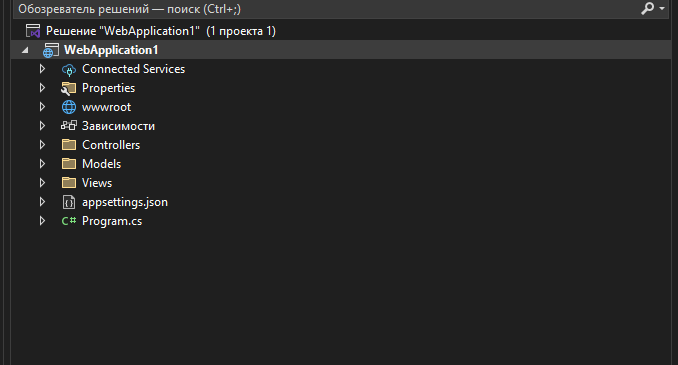 Обозреватель решений — поиск (Ctrl+;)
Решение "WebApplication1" (1 проекта 1)
WebApplication1
Connected Services
Properties
wwwroot
Зависимости
Controllers
Models
Views
appsettings.json
C# Program.cs